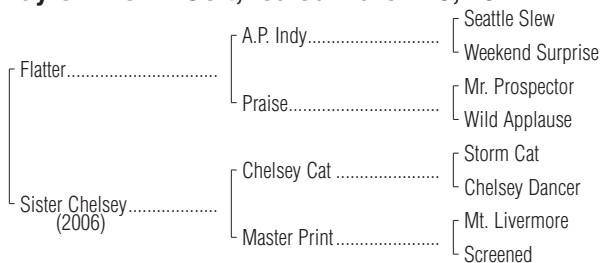 Seattle Slew
A.P. Indy
Weekend Surprise
Flatter
Mr. Prospector
Praise
Wild Applause
Storm Cat
Chelsey Cat
Chelsey Dancer
Sister Chelsey
(2006)
Mt. Livermore
Master Print
Screened